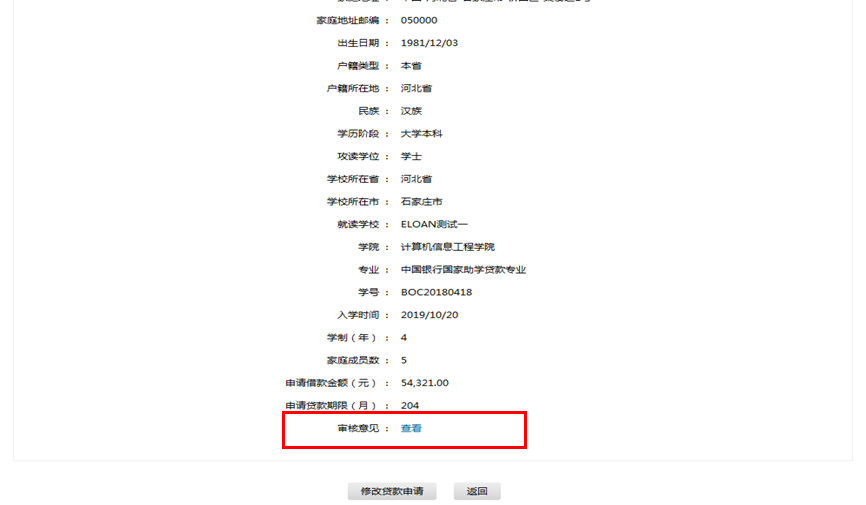 家庭地址邮编 : 050000
出生日期 : 1981/12/03
户籍类型 : 本省
户籍所在地 : 河北省
民族 : 汉族
学历阶段 : 大学本科
攻读学位 : 学士
学校所在省 : 河北省
学校所在市 : 石家庄市
就读学校 : ELOAN测试一
学院 : 计算机信息工程学院
专业 : 中国银行国家助学贷款专业
学号 : BOC20180418
入学时间 : 2019/10/20
学制（年） : 4
家庭成员数 : 5
申请借款金额（元） : 54,321.00
申请贷款期限（月） : 204
审核意见 : 查看
修改贷款申请 返回